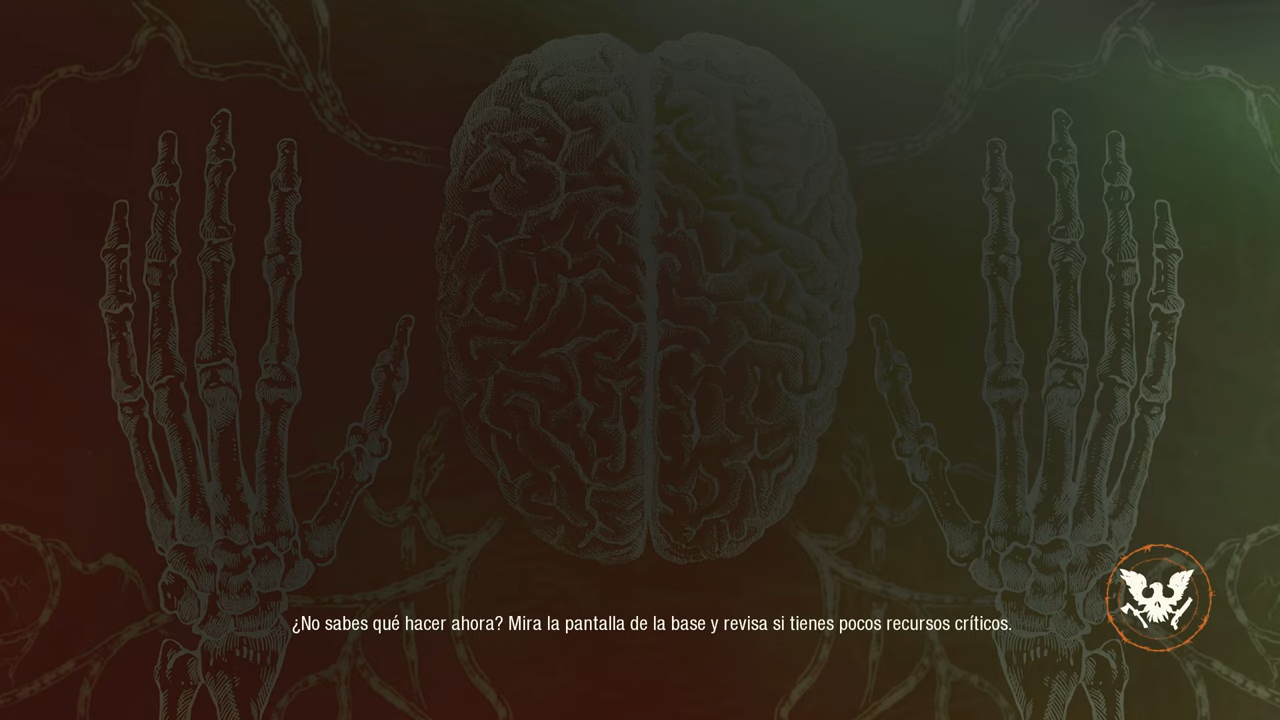 ¿No sabes qué hacer ahora? Mira la pantalla de la base y revisa si tienes pocos recursos críticos.